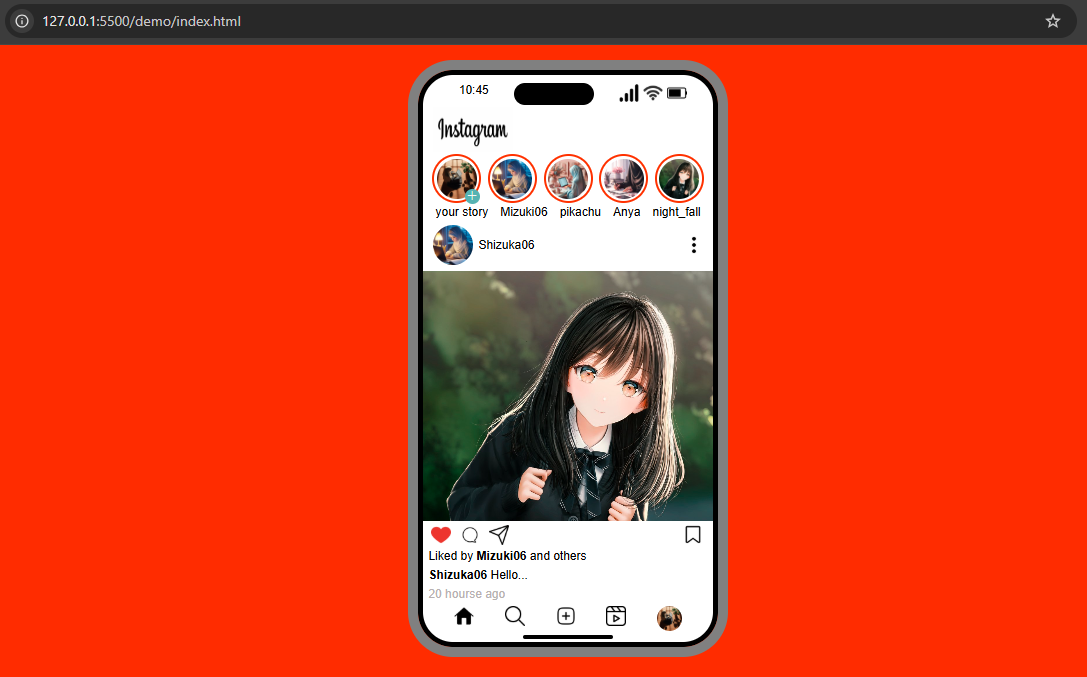 127.0.0.1:5500/demo/index.html
10:45
Instagram
your story Mizuki06 pikachu Anya night_fall
Shizuka06
Liked by Mizuki06 and others
Shizuka06 Hello...
20 hourse ago